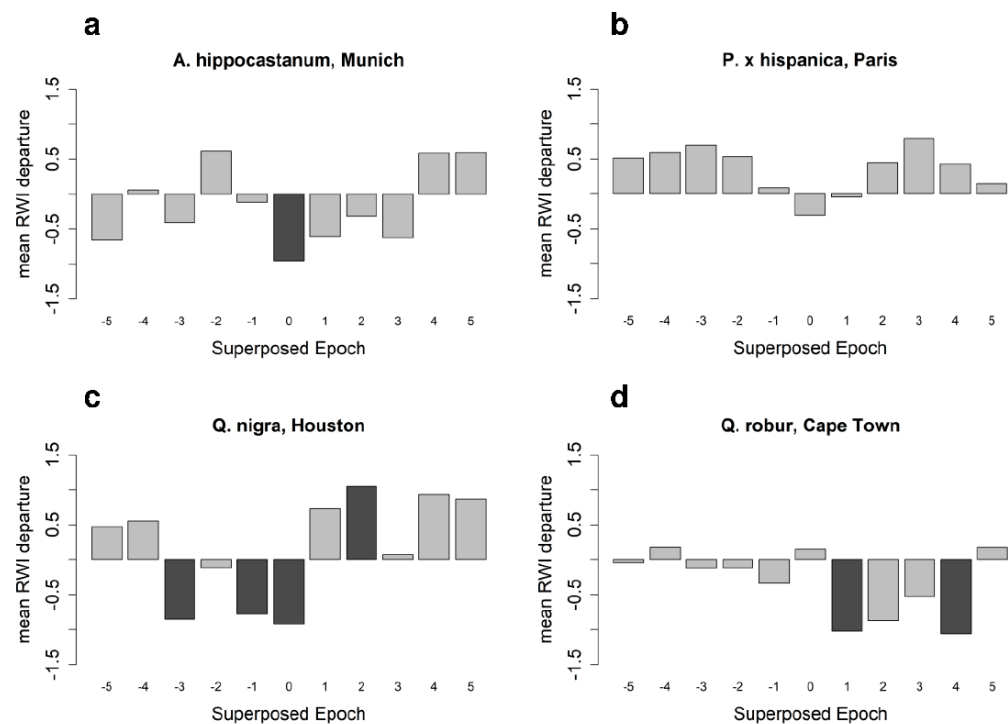 a
A. hippocastanum, Munich
mean RWI departure
1.5
0.5
-0.5
-1.5
-5 -4 -3 -2 -1 0 1 2 3 4 5
Superposed Epoch
b
P. x hispanica, Paris
mean RWI departure
1.5
0.5
-0.5
-1.5
-5 -4 -3 -2 -1 0 1 2 3 4 5
Superposed Epoch
c
Q. nigra, Houston
mean RWI departure
1.5
0.5
-0.5
-1.5
-5 -4 -3 -2 -1 0 1 2 3 4 5
Superposed Epoch
d
Q. robur, Cape Town
mean RWI departure
1.5
0.5
-0.5
-1.5
-5 -4 -3 -2 -1 0 1 2 3 4 5
Superposed Epoch